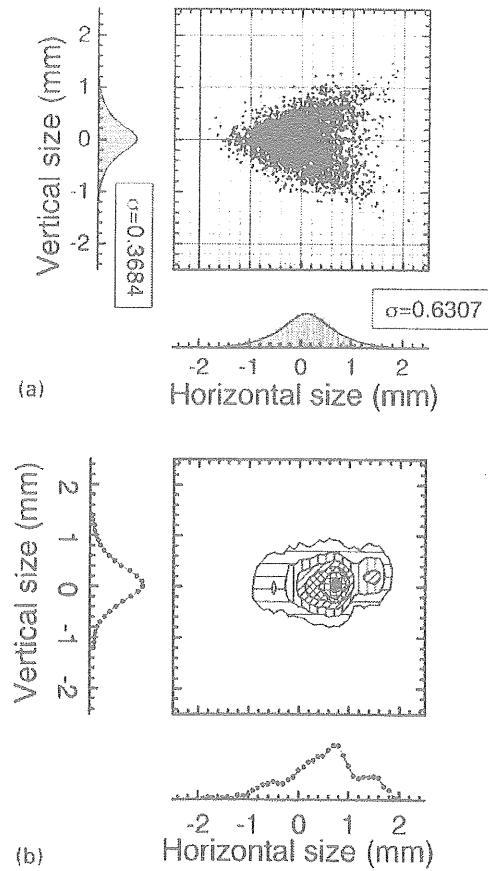 Vertical size (mm)
2
1
0
-1
-2
σ=0.3684
σ=0.6307
-2 -1 0 1 2
(a)
Horizontal size (mm)
Vertical size (mm)
2
1
0
-1
-2
-2 -1 0 1 2
(b)
Horizontal size (mm)